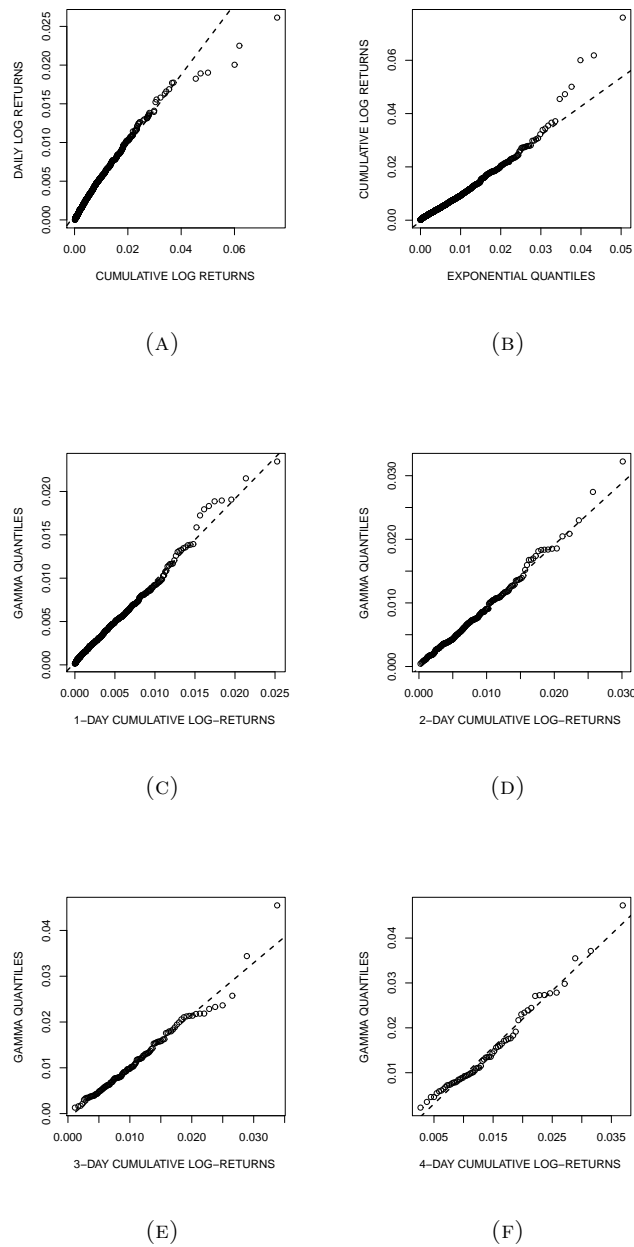 DAILY LOG RETURNS
0.000 0.005 0.010 0.015 0.020 0.025
0.00 0.02 0.04 0.06
CUMULATIVE LOG RETURNS
(A)
CUMULATIVE LOG RETURNS
0.00 0.02 0.04 0.06
0.00 0.01 0.02 0.03 0.04 0.05
EXPONENTIAL QUANTILES
(B)
GAMMA QUANTILES
0.000 0.005 0.010 0.015 0.020
0.000 0.005 0.010 0.015 0.020 0.025
1−DAY CUMULATIVE LOG−RETURNS
(C)
GAMMA QUANTILES
0.000 0.010 0.020 0.030
0.000 0.010 0.020 0.030
2−DAY CUMULATIVE LOG−RETURNS
(D)
GAMMA QUANTILES
0.00 0.01 0.02 0.03 0.04
0.000 0.010 0.020 0.030
3−DAY CUMULATIVE LOG−RETURNS
(E)
GAMMA QUANTILES
0.01 0.02 0.03 0.04
0.005 0.015 0.025 0.035
4−DAY CUMULATIVE LOG−RETURNS
(F)